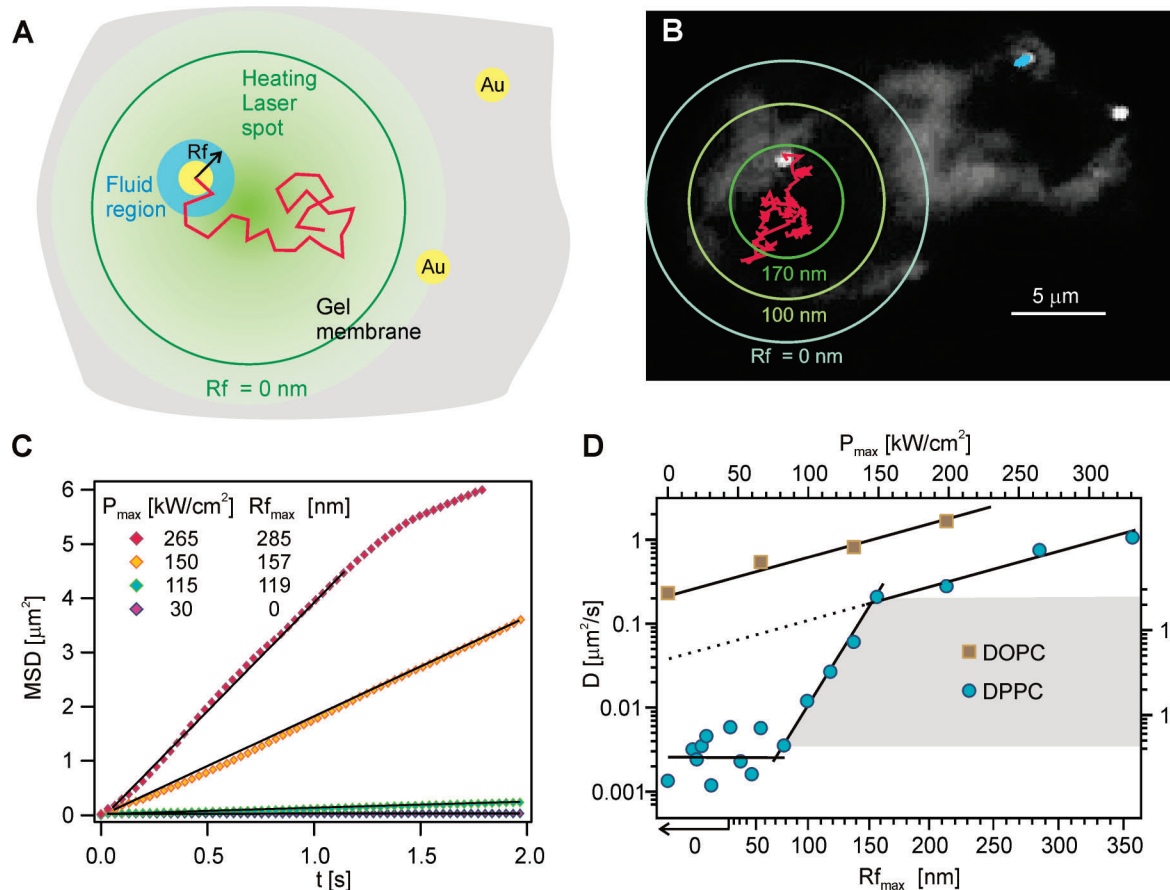 A
Heating
Laser
spot
Au
Rf
Fluid
region
Au
Gel
membrane
Rf = 0 nm
B
170 nm
100 nm
Rf = 0 nm
5 μm
C
MSD [μm²]
6
5
4
3
2
1
0
P_max [kW/cm²] Rf_max [nm]
265 285
150 157
115 119
30 0
0.0 0.5 1.0 1.5 2.0
t [s]
D
P_max [kW/cm²]
0 50 100 150 200 250 300
D [μm²/s]
1
0.1
0.01
0.001
DOPC
DPPC
1
1
0 50 100 150 200 250 300 350
Rf_max [nm]